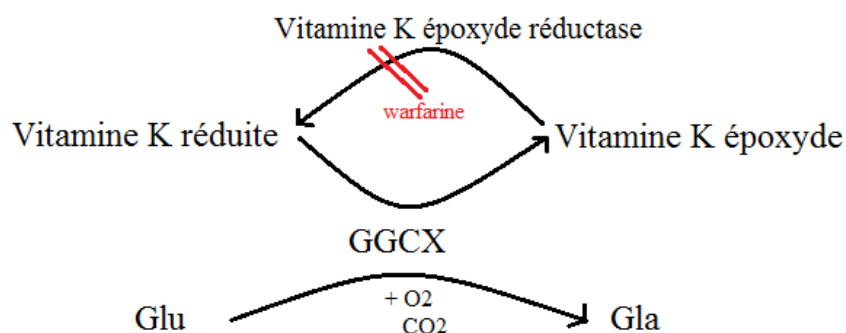 Vitamine K époxyde réductase
warfarine
Vitamine K réduite
Vitamine K époxyde
GGCX
+ O2
CO2
Glu
Gla